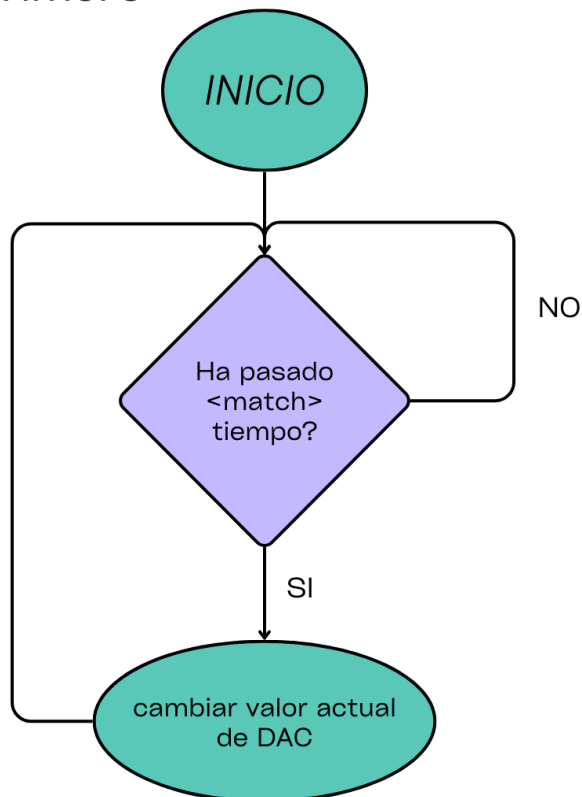 INICIO
NO
Ha pasado
<match>
tiempo?
SI
cambiar valor actual
de DAC